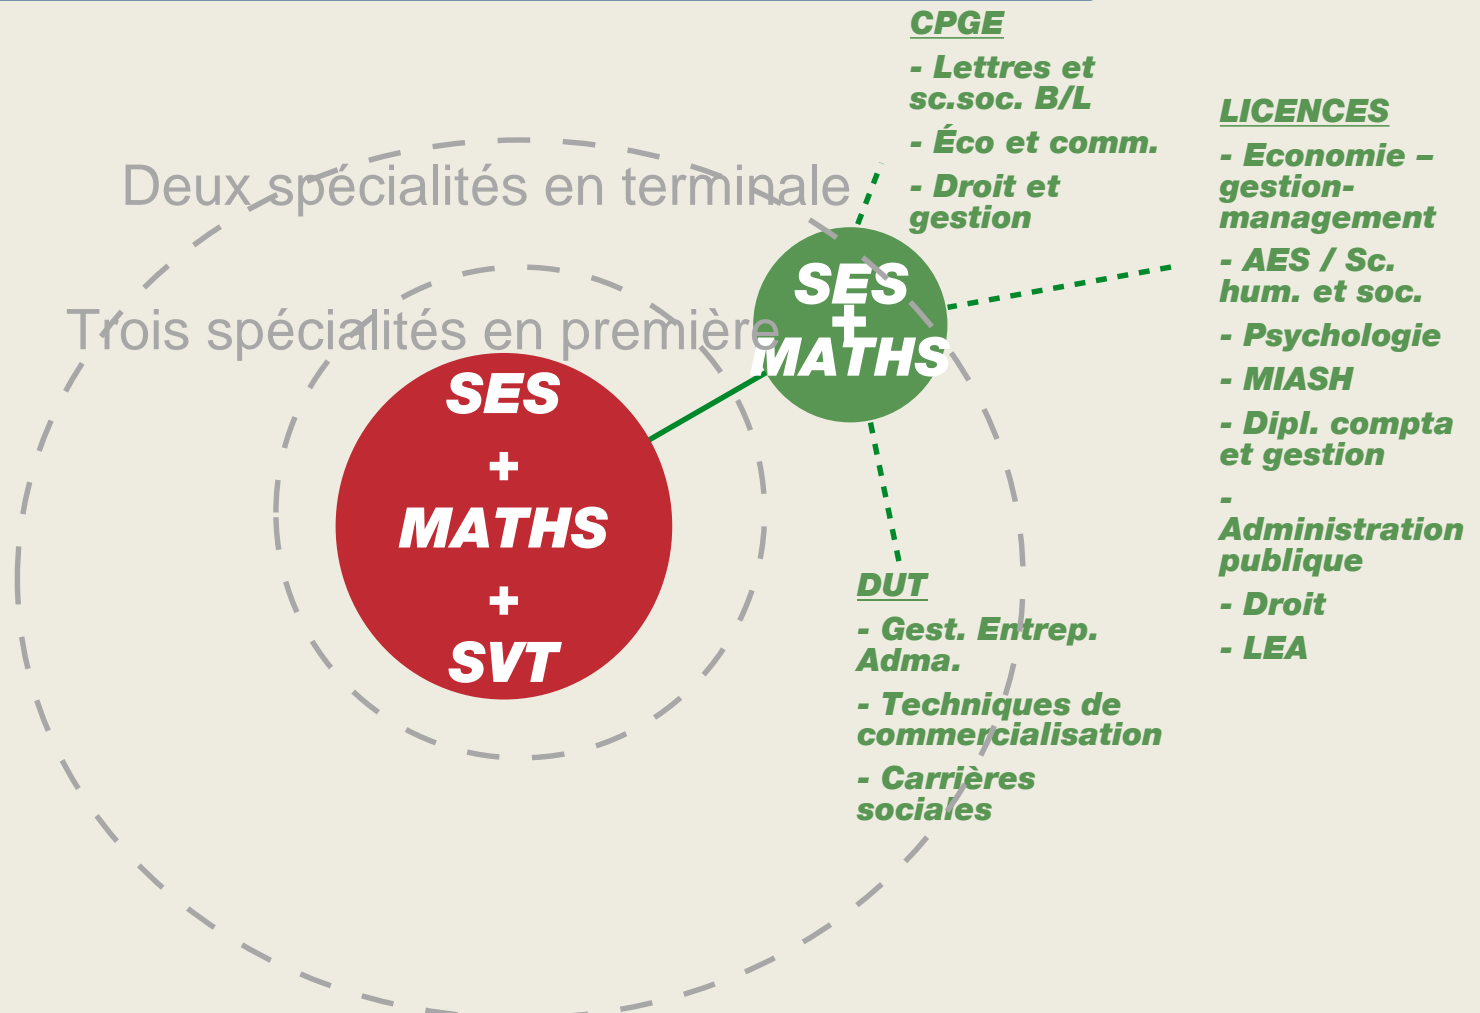 Deux spécialités en terminale
Trois spécialités en première
SES
+
MATHS
+
SVT
SES
+
MATHS
CPGE
- Lettres et
sc.soc. B/L
- Éco et comm.
- Droit et
gestion
LICENCES
- Economie –
gestion-
management
- AES / Sc.
hum. et soc.
- Psychologie
- MIASH
- Dipl. compta
et gestion
-
Administration
publique
- Droit
- LEA
DUT
- Gest. Entrep.
Adma.
- Techniques de
commercialisation
- Carrières
sociales